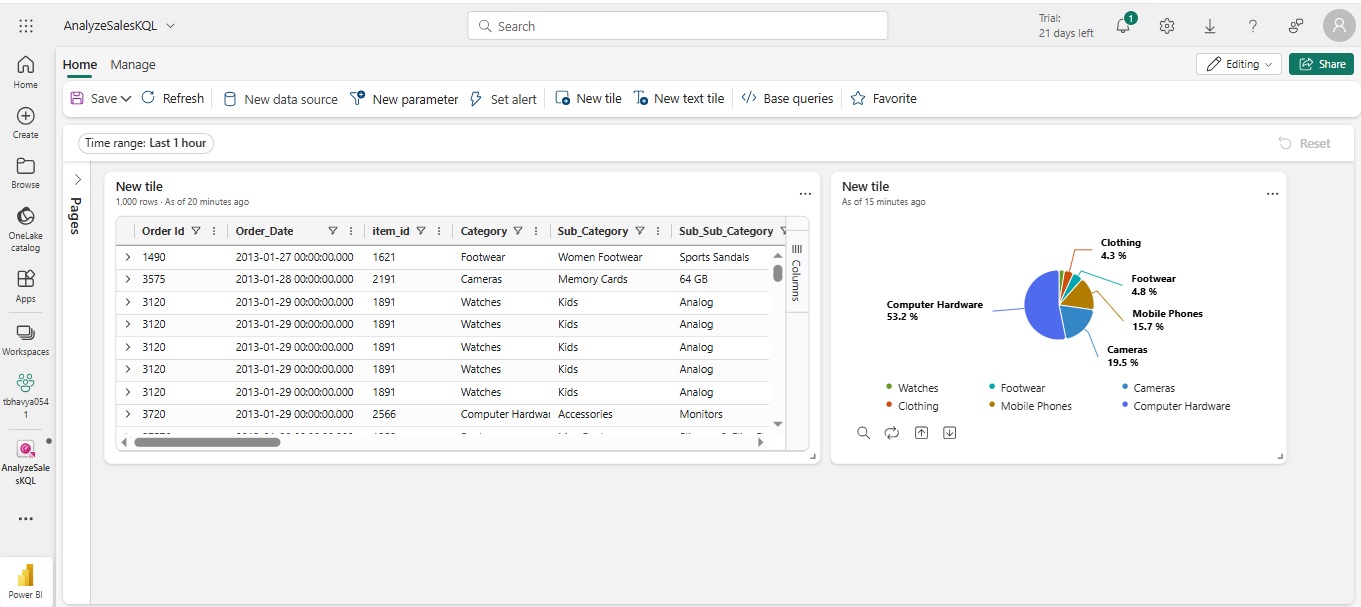 AnalyzeSalesKQL
Search
Trial:
21 days left
1
Home
Create
Browse
OneLake
catalog
Apps
Workspaces
tbhavya054
1
AnalyzeSale
sKQL
Power BI
Home Manage
Editing
Share
Save Refresh New data source New parameter Set alert New tile New text tile Base queries Favorite
Time range: Last 1 hour
Reset
Pages
New tile
1,000 rows · As of 20 minutes ago
Order Id Order_Date item_id Category Sub_Category Sub_Sub_Category
1490 2013-01-27 00:00:00.000 1621 Footwear Women Footwear Sports Sandals
3575 2013-01-28 00:00:00.000 2191 Cameras Memory Cards 64 GB
3120 2013-01-29 00:00:00.000 1891 Watches Kids Analog
3120 2013-01-29 00:00:00.000 1891 Watches Kids Analog
3120 2013-01-29 00:00:00.000 1891 Watches Kids Analog
3120 2013-01-29 00:00:00.000 1891 Watches Kids Analog
3120 2013-01-29 00:00:00.000 1891 Watches Kids Analog
3720 2013-01-29 00:00:00.000 2566 Computer Hardwar Accessories Monitors
Columns
New tile
As of 15 minutes ago
Clothing
4.3 %
Footwear
4.8 %
Computer Hardware
53.2 %
Mobile Phones
15.7 %
Cameras
19.5 %
Watches Footwear Cameras
Clothing Mobile Phones Computer Hardware